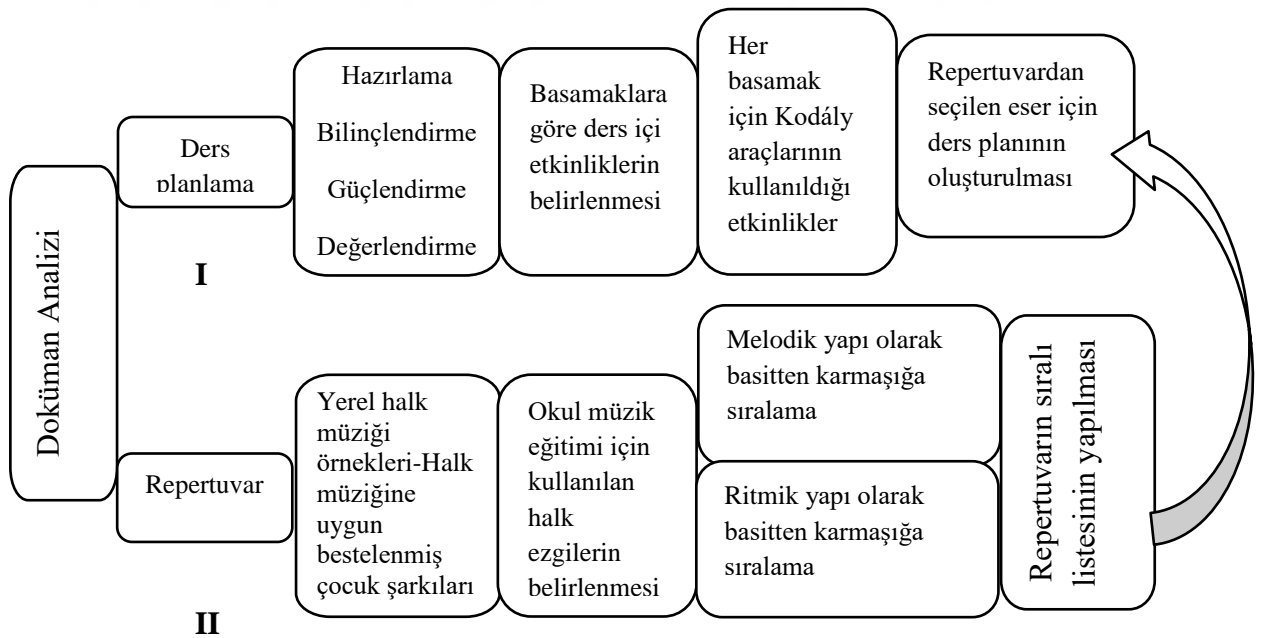 Doküman Analizi
Ders
planlama
I
Hazırlama
Bilinçlendirme
Güçlendirme
Değerlendirme
Basamaklara
göre ders içi
etkinliklerin
belirlenmesi
Her
basamak
için Kodály
araçlarının
kullanıldığı
etkinlikler
Repertuvardan
seçilen eser için
ders planının
oluşturulması
Repertuvar
II
Yerel halk
müziği
örnekleri-Halk
müziğine
uygun
bestelenmiş
çocuk şarkıları
Okul müzik
eğitimi için
kullanılan
halk
ezgilerin
belirlenmesi
Melodik yapı olarak
basitten karmaşığa
sıralama
Ritmik yapı olarak
basitten karmaşığa
sıralama
Repertuvarın sıralı
listesinin yapılması